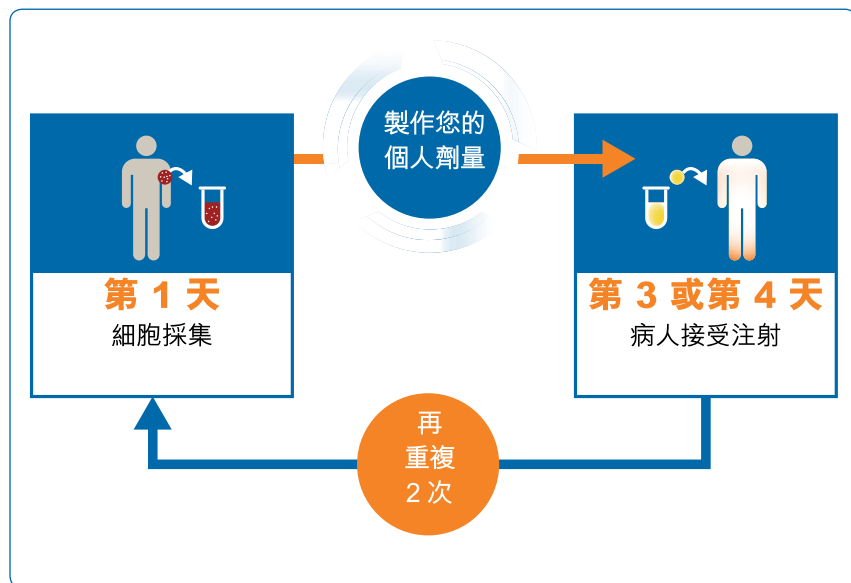 製作您的
個人劑量
第 1 天
細胞採集
第 3 或第 4 天
病人接受注射
再
重複
2 次